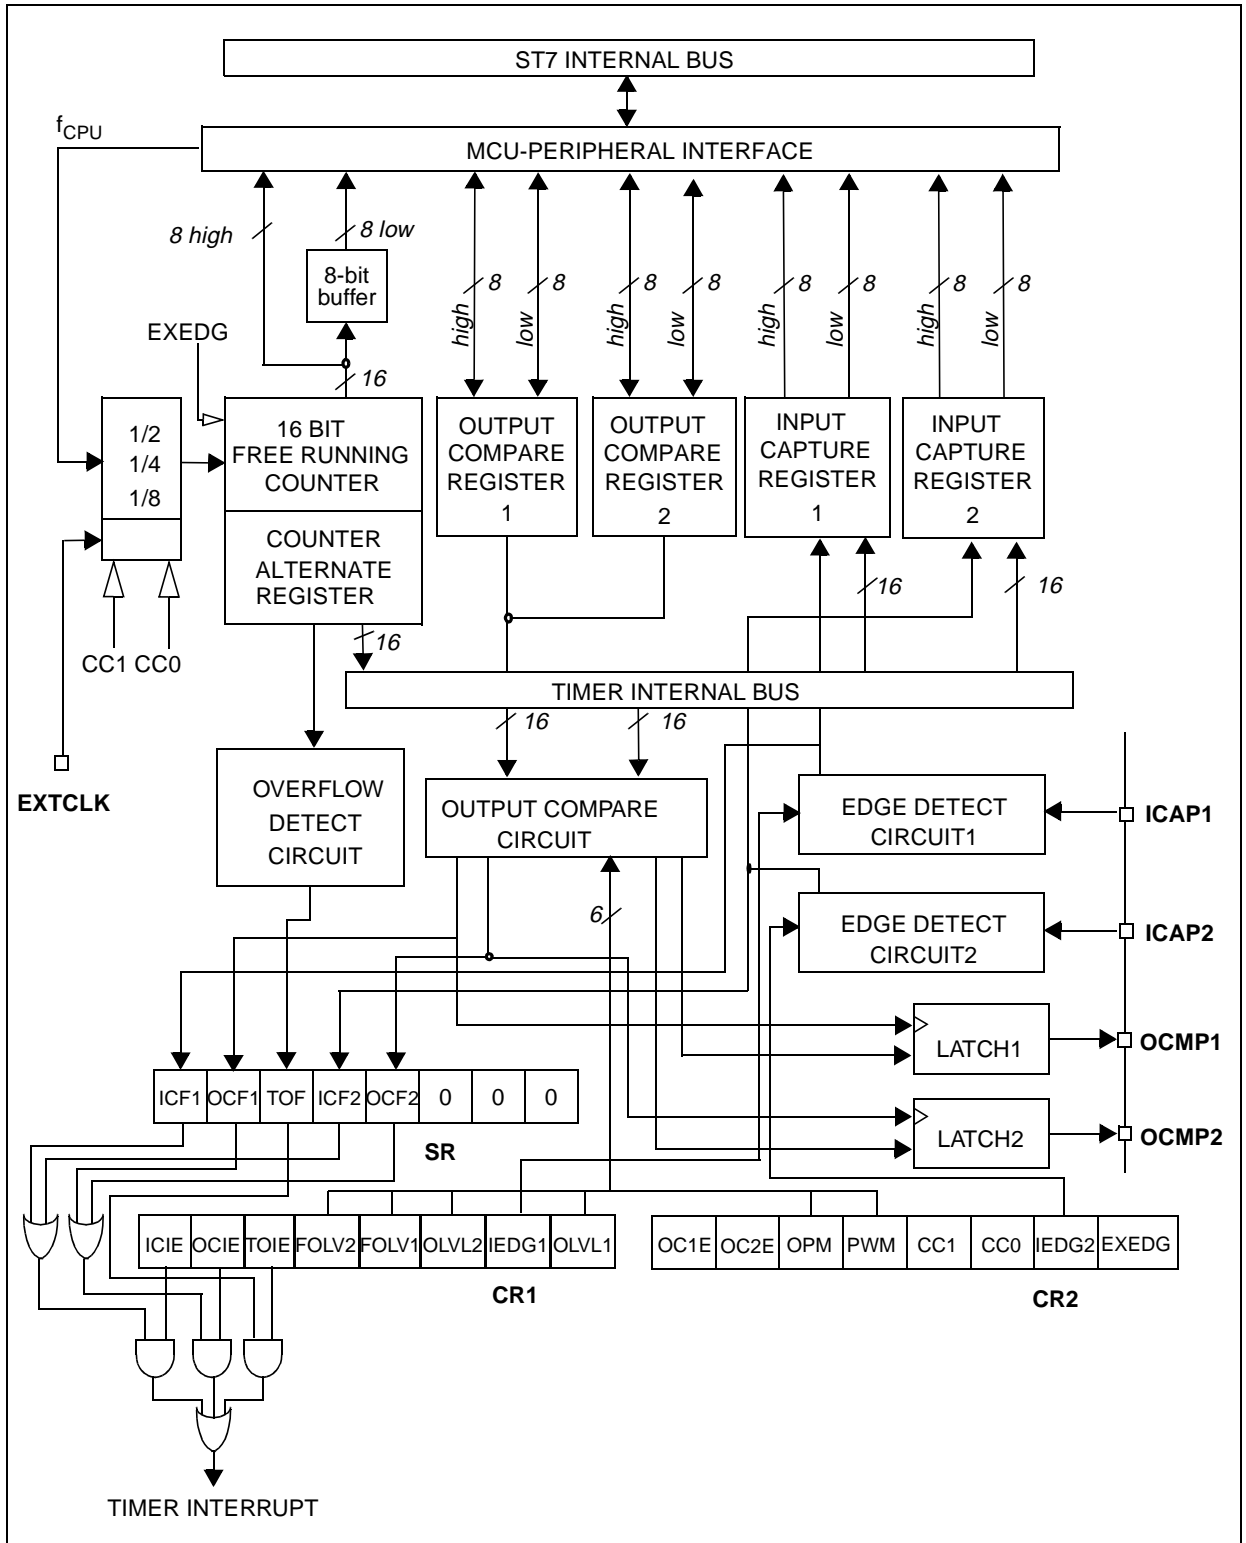 ST7 INTERNAL BUS
fCPU
MCU-PERIPHERAL INTERFACE
8 high
8 low
8-bit
buffer
high
8
low
8
high
8
low
8
high
8
low
8
high
8
low
8
EXEDG
16
1/2
1/4
1/8
16 BIT
FREE RUNNING
COUNTER
OUTPUT
COMPARE
REGISTER
1
OUTPUT
COMPARE
REGISTER
2
INPUT
CAPTURE
REGISTER
1
INPUT
CAPTURE
REGISTER
2
COUNTER
ALTERNATE
REGISTER
16
16
16
CC1 CC0
TIMER INTERNAL BUS
16
16
EXTCLK
OVERFLOW
DETECT
CIRCUIT
OUTPUT COMPARE
CIRCUIT
EDGE DETECT
CIRCUIT1
ICAP1
6
EDGE DETECT
CIRCUIT2
ICAP2
LATCH1
OCMP1
ICF1 OCF1 TOF ICF2 OCF2 0 0 0
SR
LATCH2
OCMP2
ICIE OCIE TOIE FOLV2 FOLV1 OLVL2 IEDG1 OLVL1
CR1
OC1E OC2E OPM PWM CC1 CC0 IEDG2 EXEDG
CR2
TIMER INTERRUPT